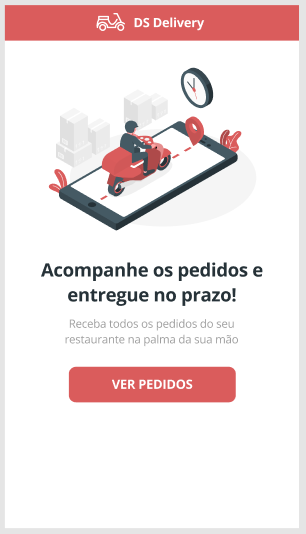 DS Delivery
Acompanhe os pedidos e
entregue no prazo!
Receba todos os pedidos do seu
restaurante na palma da sua mão
VER PEDIDOS